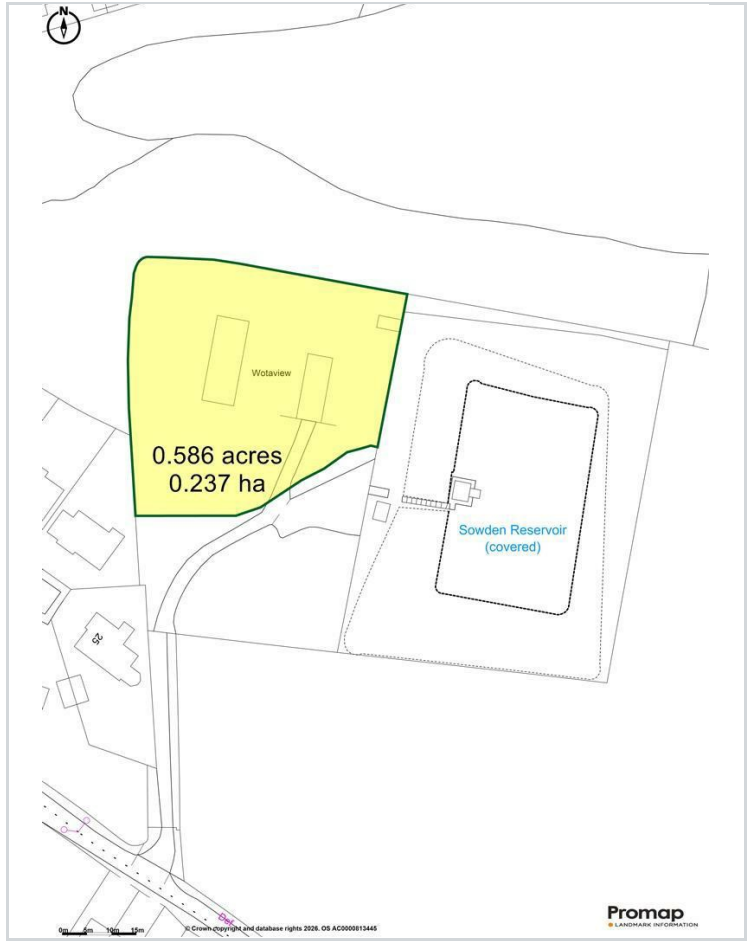 N
Wotaview
0.586 acres
0.237 ha
Sowden Reservoir
(covered)
25
Def
0m 5m 10m 15m
© Crown copyright and database rights 2026. OS AC0000813445
Promap
LANDMARK INFORMATION